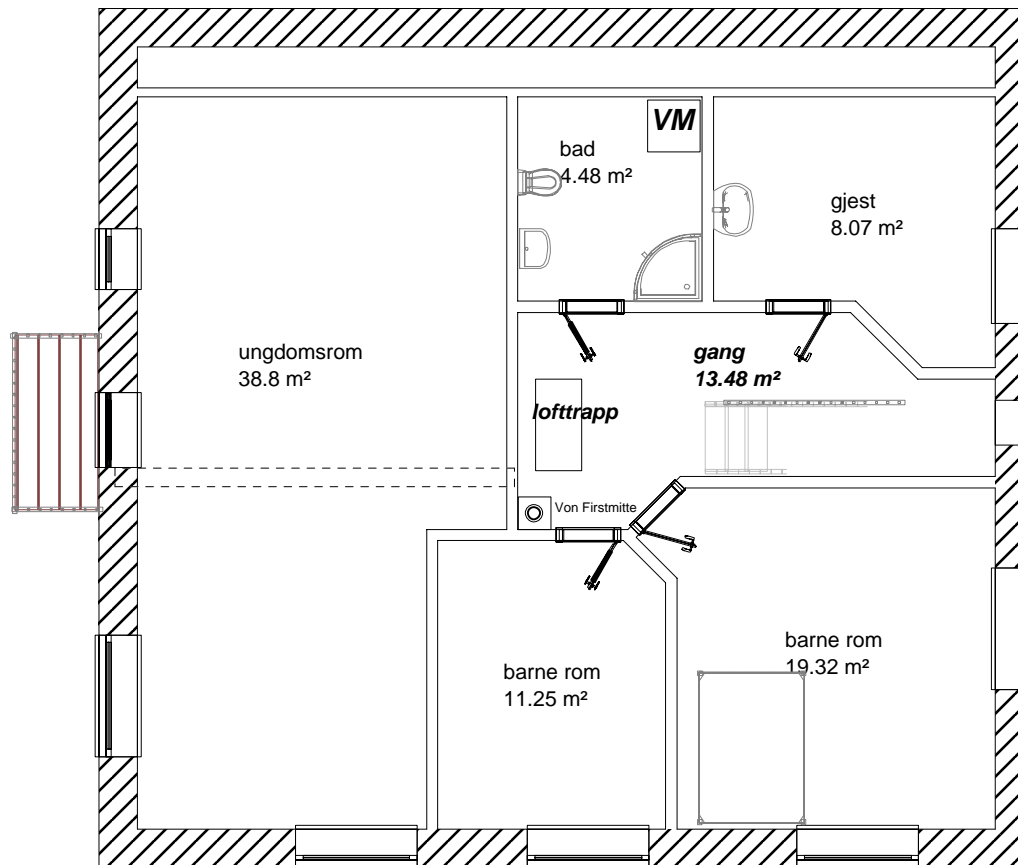 VM
bad
4.48 m²
gjest
8.07 m²
ungdomsrom
38.8 m²
gang
13.48 m²
lofttrapp
Von Firstmitte
barne rom
11.25 m²
barne rom
19.32 m²